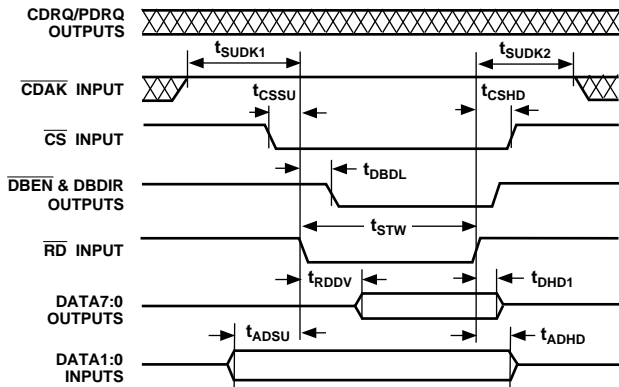 CDRQ/PDRQ
OUTPUTS
tSUDK1
tSUDK2
CDAK INPUT
tCSSU
tCSHD
CS INPUT
tDBDL
DBEN & DBDIR
OUTPUTS
tSTW
RD INPUT
tRDDV
tDHD1
DATA7:0
OUTPUTS
tADSU
tADHD
DATA1:0
INPUTS